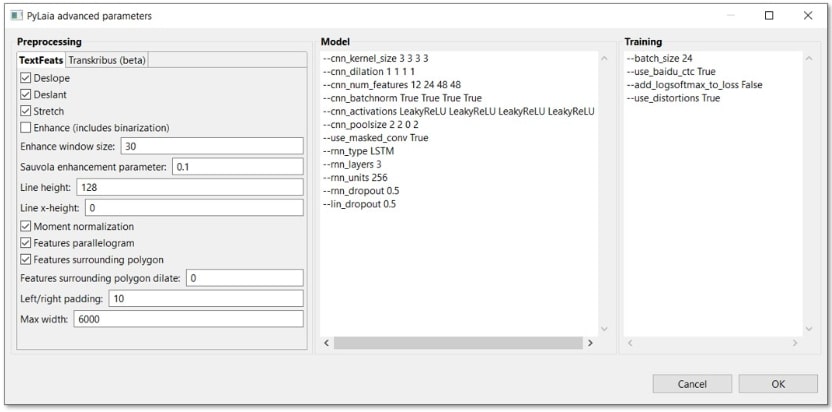 PyLaia advanced parameters
Preprocessing
TextFeats Transkribus (beta)
Deslope
Deslant
Stretch
Enhance (includes binarization)
Enhance window size: 30
Sauvola enhancement parameter: 0.1
Line height: 128
Line x-height: 0
Moment normalization
Features parallelogram
Features surrounding polygon
Features surrounding polygon dilate: 0
Left/right padding: 10
Max width: 6000
Model
--cnn_kernel_size 3 3 3 3
--cnn_dilation 1 1 1 1
--cnn_num_features 12 24 48 48
--cnn_batchnorm True True True True
--cnn_activations LeakyReLU LeakyReLU LeakyReLU LeakyReLU
--cnn_poolsize 2 2 0 2
--use_masked_conv True
--rnn_type LSTM
--rnn_layers 3
--rnn_units 256
--rnn_dropout 0.5
--lin_dropout 0.5
Training
--batch_size 24
--use_baidu_ctc True
--add_logsoftmax_to_loss False
--use_distortions True
Cancel
OK